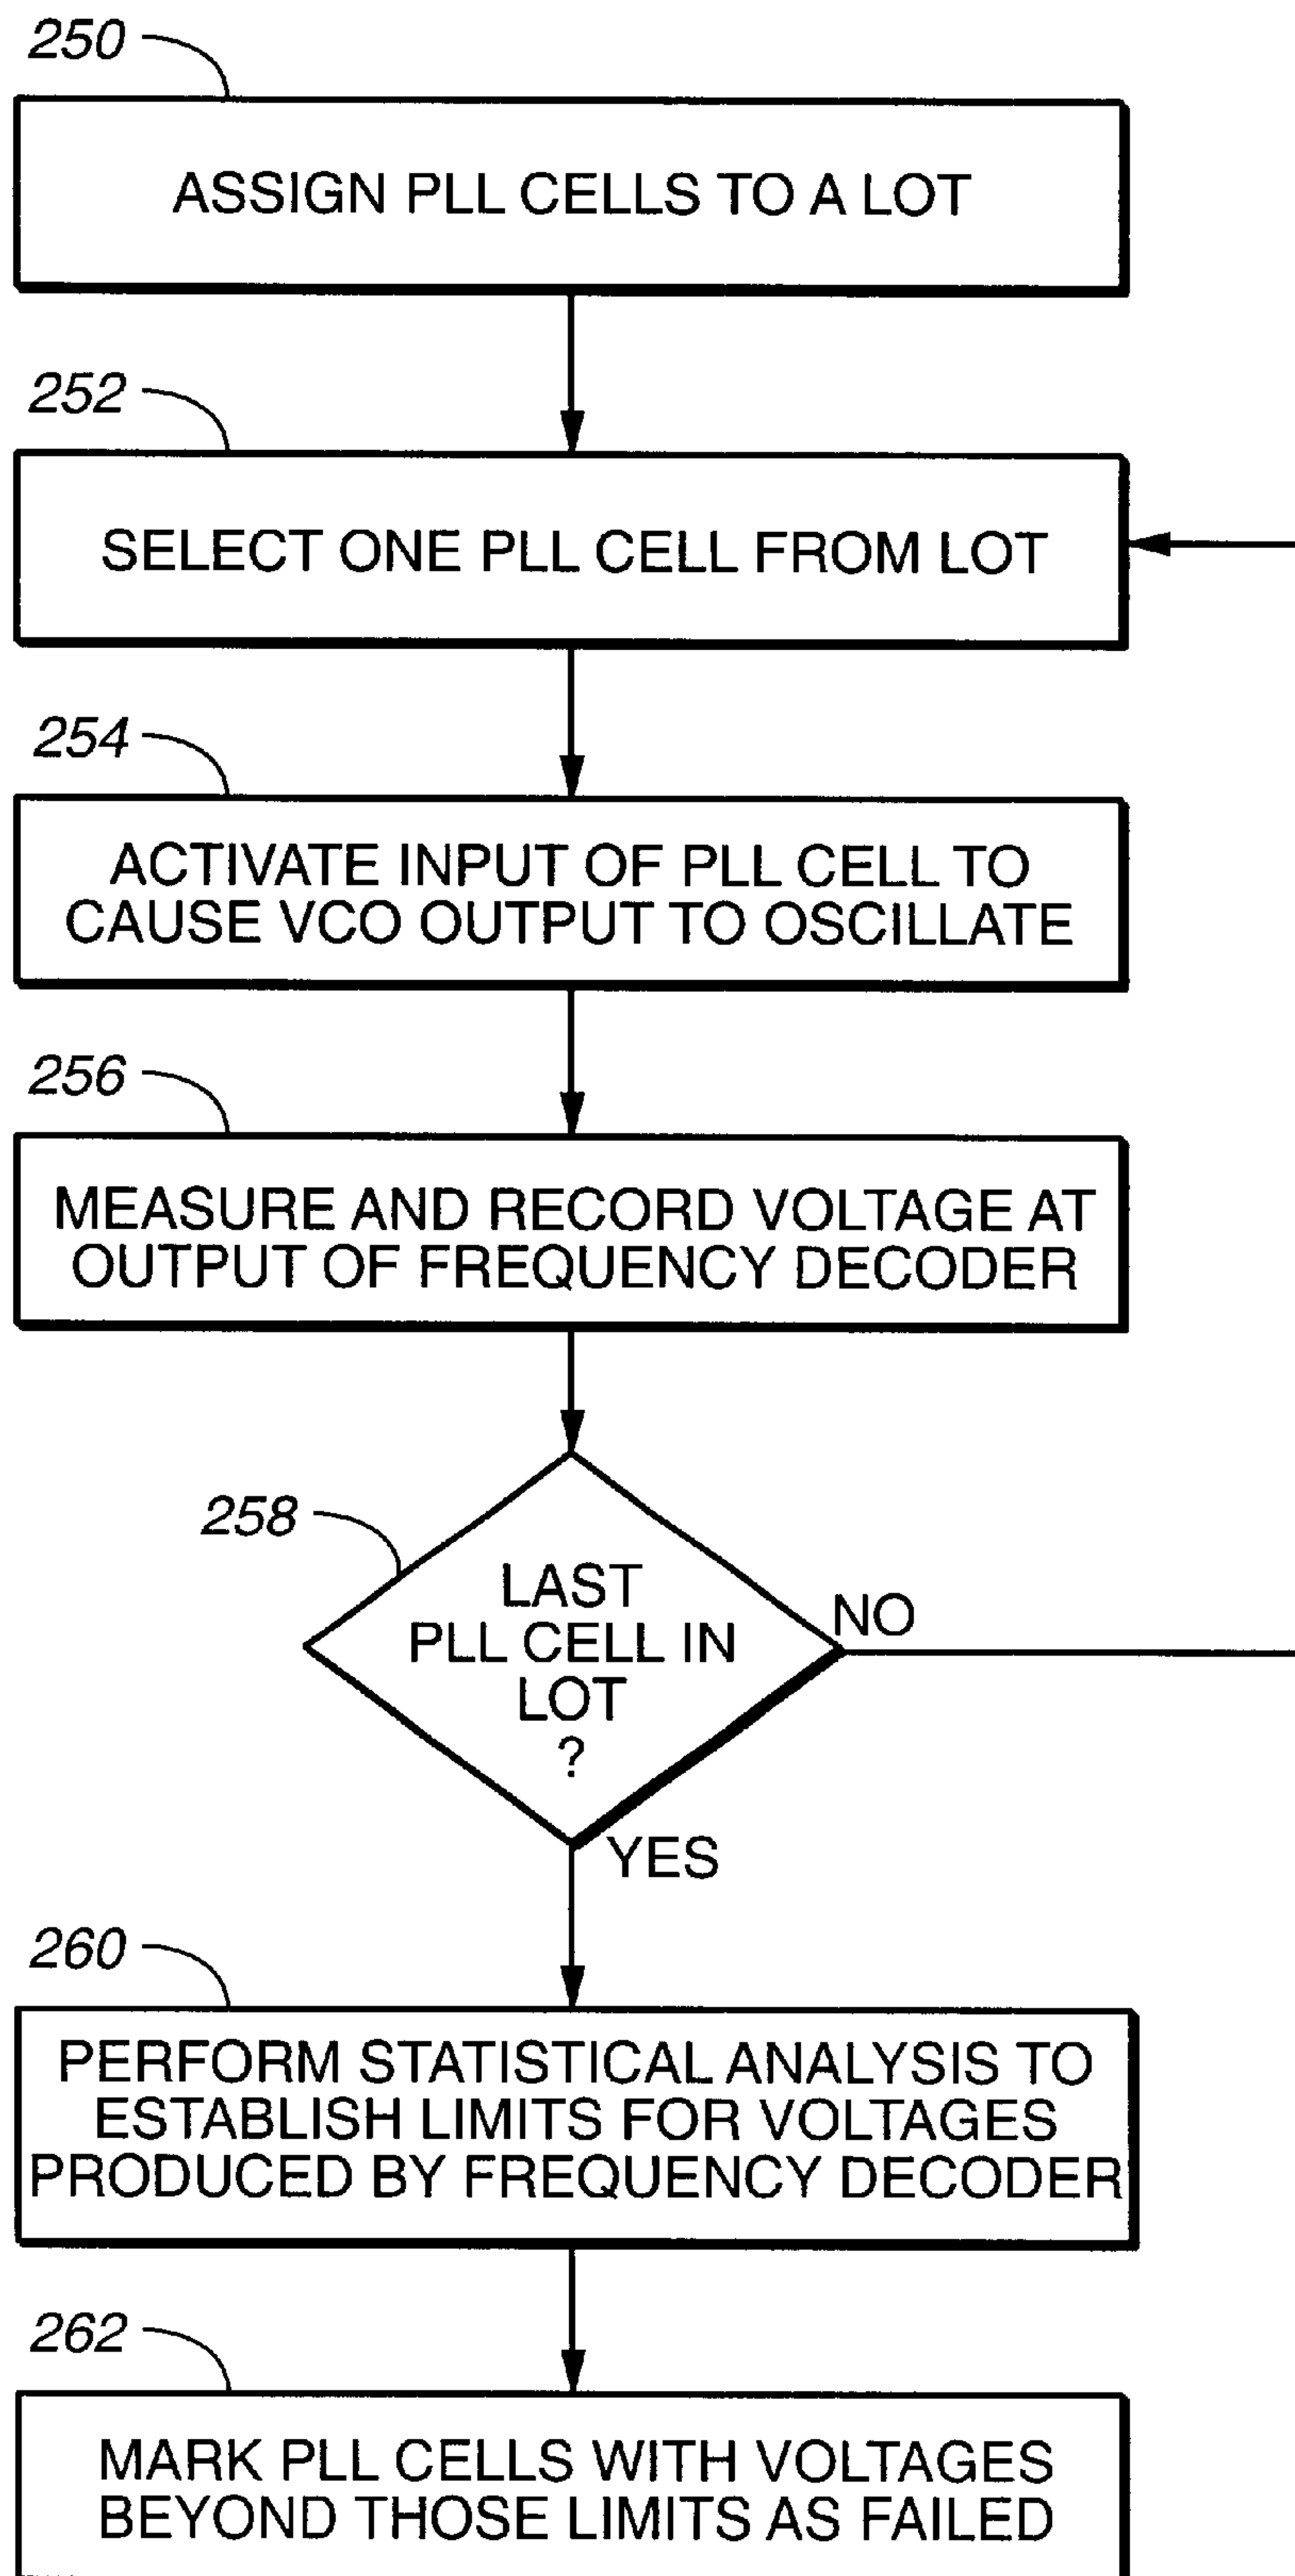 250
ASSIGN PLL CELLS TO A LOT
252
SELECT ONE PLL CELL FROM LOT
254
ACTIVATE INPUT OF PLL CELL TO
CAUSE VCO OUTPUT TO OSCILLATE
256
MEASURE AND RECORD VOLTAGE AT
OUTPUT OF FREQUENCY DECODER
258
LAST
PLL CELL IN
LOT
?
NO
YES
260
PERFORM STATISTICAL ANALYSIS TO
ESTABLISH LIMITS FOR VOLTAGES
PRODUCED BY FREQUENCY DECODER
262
MARK PLL CELLS WITH VOLTAGES
BEYOND THOSE LIMITS AS FAILED